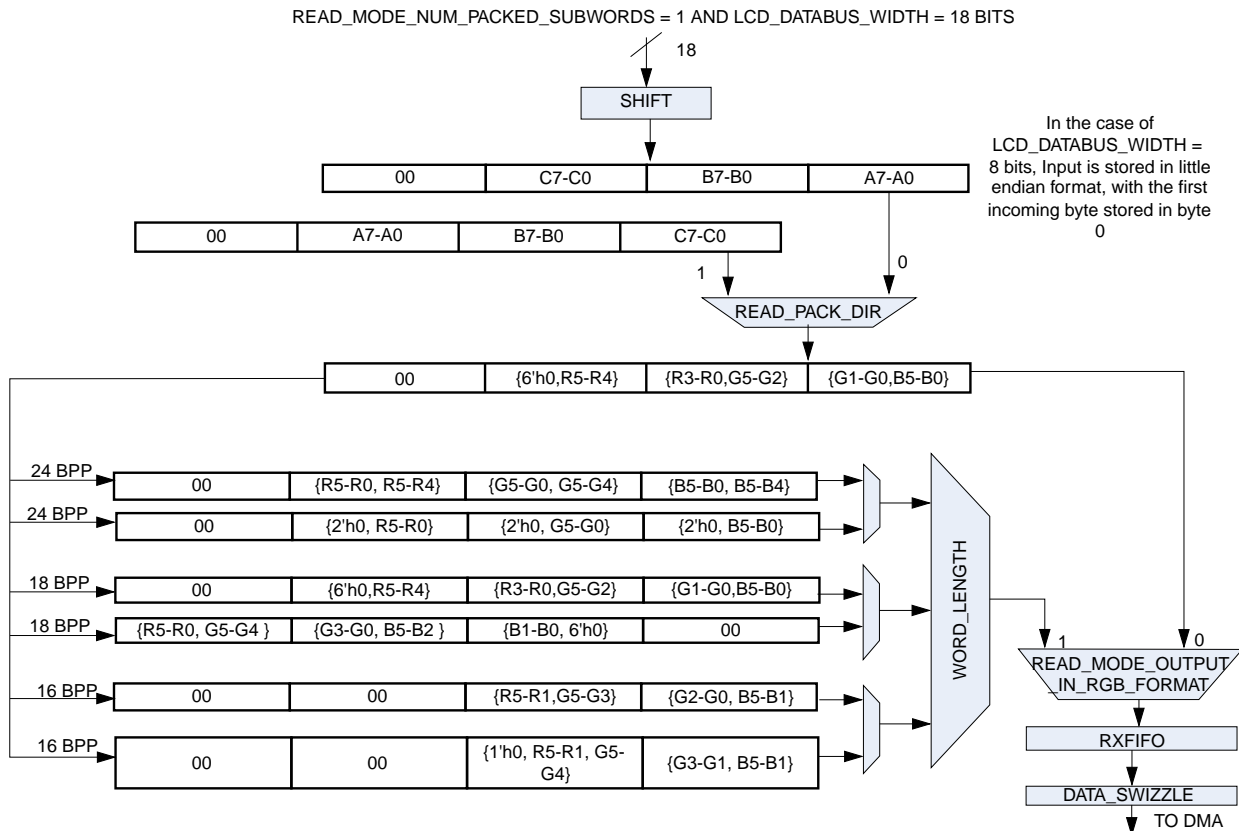 READ_MODE_NUM_PACKED_SUBWORDS = 1 AND LCD_DATABUS_WIDTH = 18 BITS
18
SHIFT
In the case of
LCD_DATABUS_WIDTH =
8 bits, Input is stored in little
endian format, with the first
incoming byte stored in byte
0
00 C7-C0 B7-B0 A7-A0
00 A7-A0 B7-B0 C7-C0
1 0
READ_PACK_DIR
00 {6'h0,R5-R4} {R3-R0,G5-G2} {G1-G0,B5-B0}
24 BPP 00 {R5-R0, R5-R4} {G5-G0, G5-G4} {B5-B0, B5-B4}
24 BPP 00 {2'h0, R5-R0} {2'h0, G5-G0} {2'h0, B5-B0}
18 BPP 00 {6'h0,R5-R4} {R3-R0,G5-G2} {G1-G0,B5-B0}
18 BPP {R5-R0, G5-G4 } {G3-G0, B5-B2 } {B1-B0, 6'h0} 00
16 BPP 00 00 {R5-R1,G5-G3} {G2-G0, B5-B1}
16 BPP 00 00 {1'h0, R5-R1, G5-
G4} {G3-G1, B5-B1}
WORD_LENGTH
1 0
READ_MODE_OUTPUT
_IN_RGB_FORMAT
RXFIFO
DATA_SWIZZLE
TO DMA